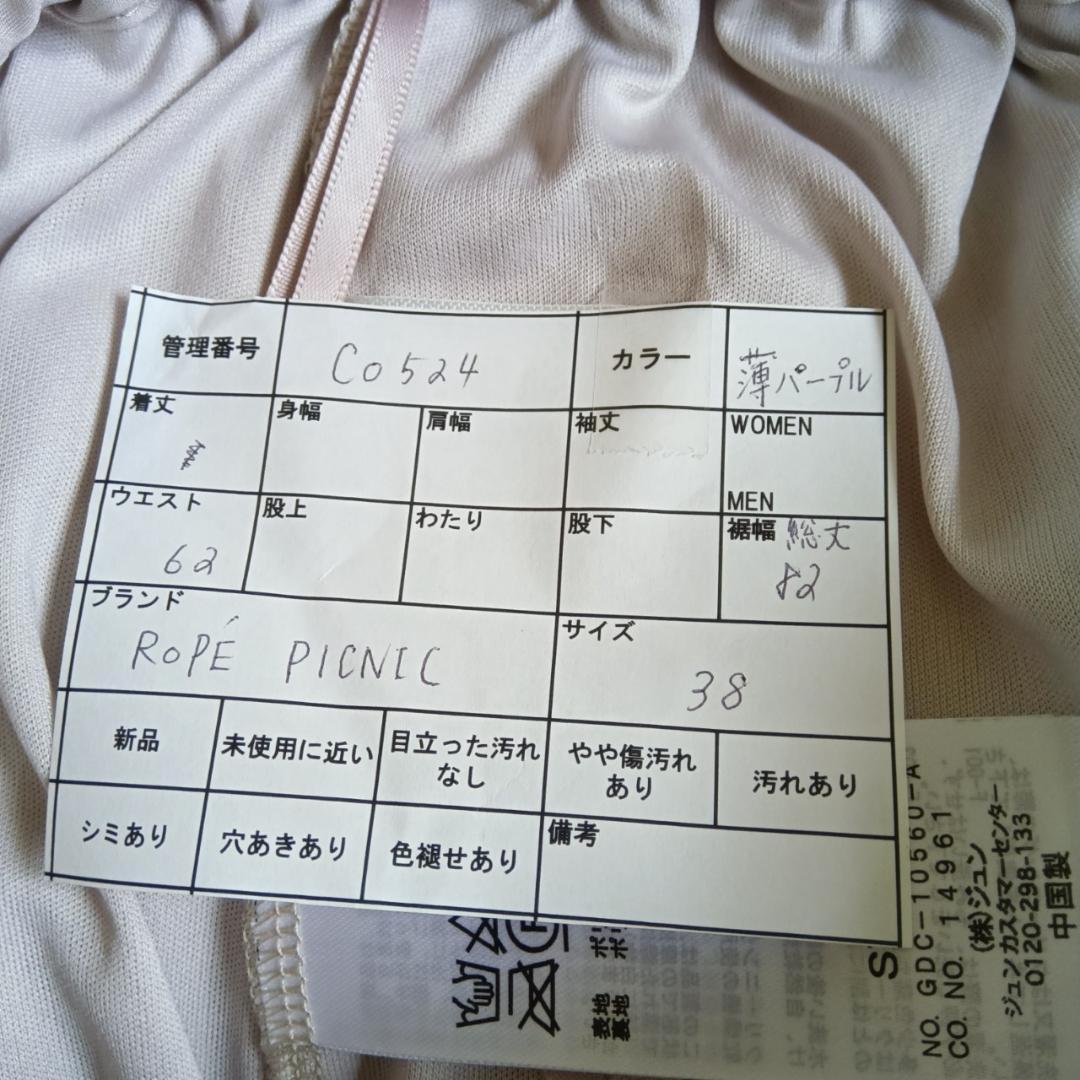 管理番号 Co524 カラー 薄パープル
着丈 身幅 肩幅 袖丈 WOMEN
MEN
ウエスト 股上 わたり 股下 裾幅 総丈
62 82
ブランド サイズ
ROPÉ PICNIC 38
新品 未使用に近い 目立った汚れ
なし やや傷汚れ
あり 汚れあり
シミあり 穴あきあり 色褪せあり 備考
NO. GDC-10560-A
CO. NO. 14961
(株)ジュン
ジュンカスタマーセンター
0120-298-133
中国製
表地
裏地